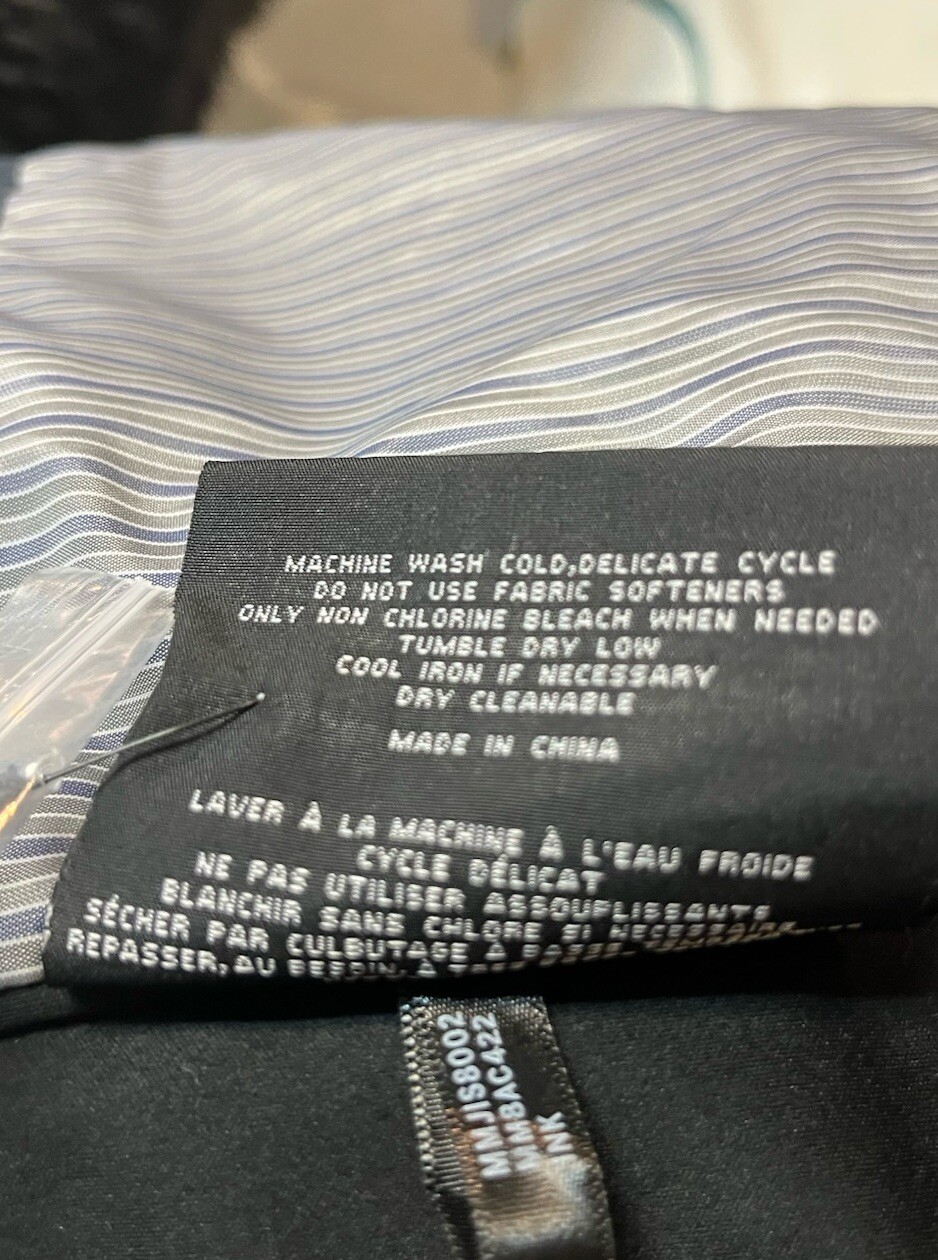 MACHINE WASH COLD,DELICATE CYCLE
DO NOT USE FABRIC SOFTENERS
ONLY NON CHLORINE BLEACH WHEN NEEDED
TUMBLE DRY LOW
COOL IRON IF NECESSARY
DRY CLEANABLE
MADE IN CHINA
LAVER À LA MACHINE À L'EAU FROIDE
CYCLE DÉLICAT
NE PAS UTILISER ASSOUPLISSANTS
BLANCHIR SANS CHLORE SI NECESSAIRE
SÉCHER PAR CULBUTAGE À BASSE
REPASSER,AU BESOIN, À
MMJIS8002
MM8AC422
INK